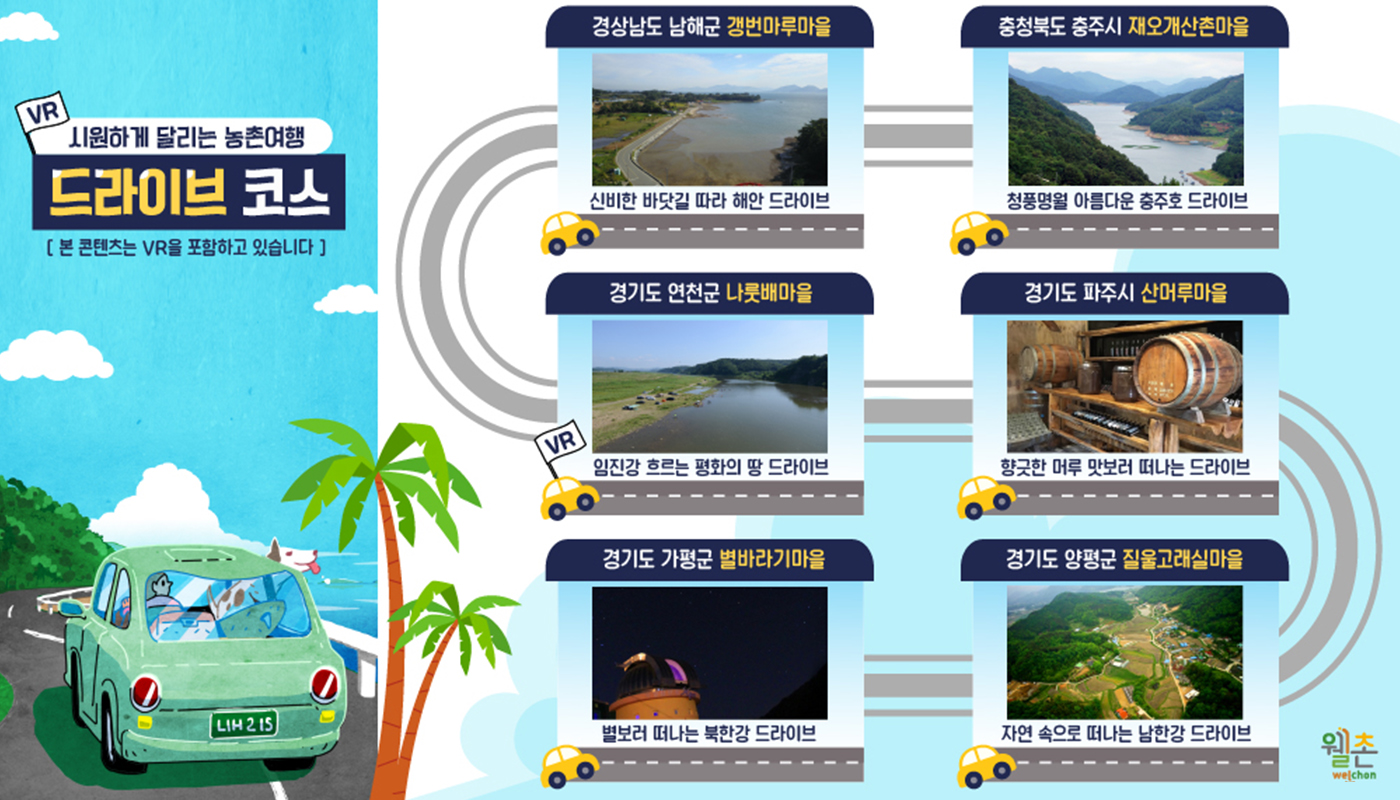 VR
시원하게 달리는 농촌여행
드라이브 코스
[ 본 콘텐츠는 VR을 포함하고 있습니다 ]
LIH 215
경상남도 남해군 갱번마루마을
신비한 바닷길 따라 해안 드라이브
충청북도 충주시 재오개산촌마을
청풍명월 아름다운 충주호 드라이브
경기도 연천군 나룻배마을
VR
임진강 흐르는 평화의 땅 드라이브
경기도 파주시 산머루마을
향긋한 머루 맛보러 떠나는 드라이브
경기도 가평군 별바라기마을
별보러 떠나는 북한강 드라이브
경기도 양평군 질울고래실마을
자연 속으로 떠나는 남한강 드라이브
웰촌
welchon